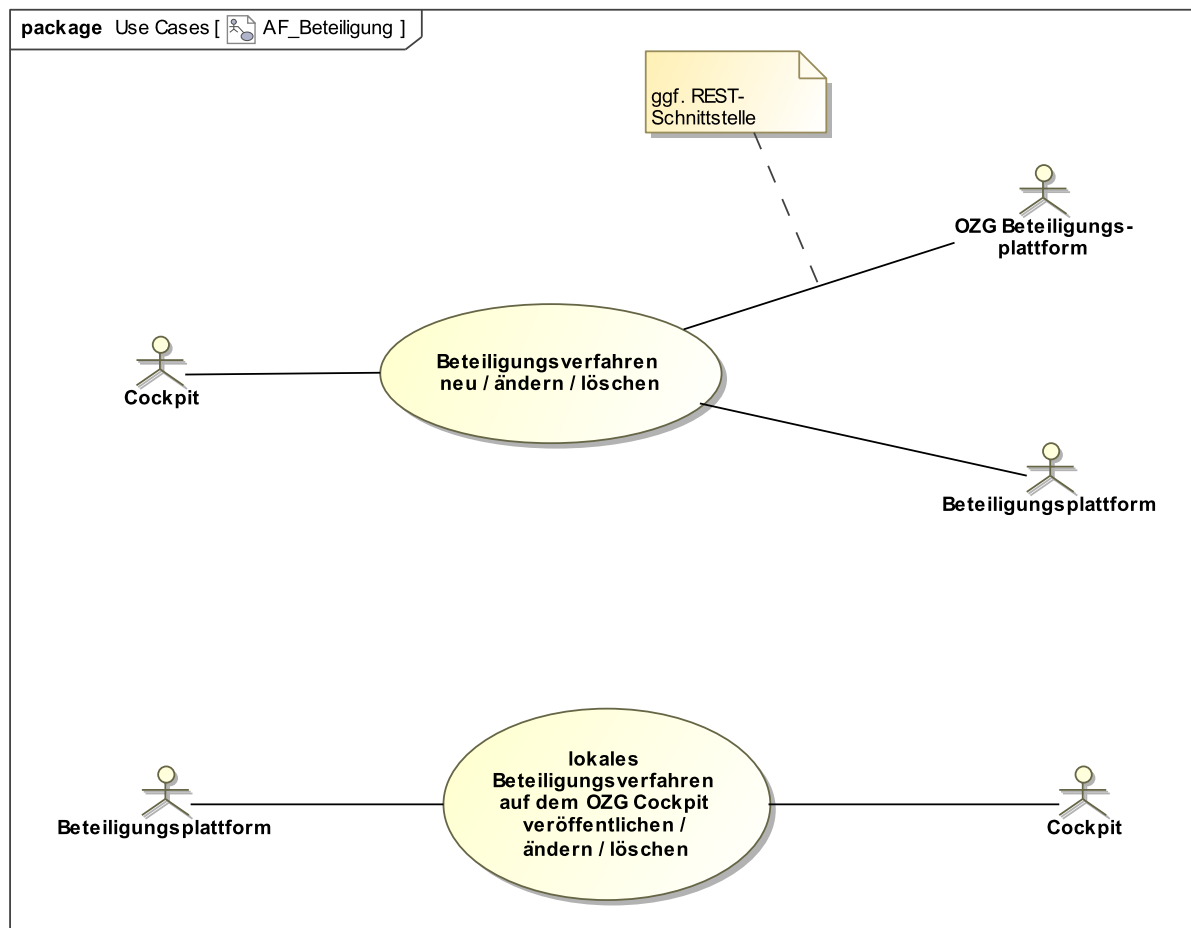 package Use Cases [ AF_Beteiligung ]
ggf. REST-
Schnittstelle
OZG Beteiligungs-
plattform
Beteiligungsverfahren
neu / ändern / löschen
Cockpit
Beteiligungsplattform
lokales
Beteiligungsverfahren
auf dem OZG Cockpit
veröffentlichen /
ändern / löschen
Beteiligungsplattform
Cockpit